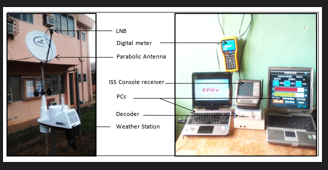 LNB
Digital meter
Parabolic Antenna
ISS Console receiver
PCs
Decoder
Weather Station